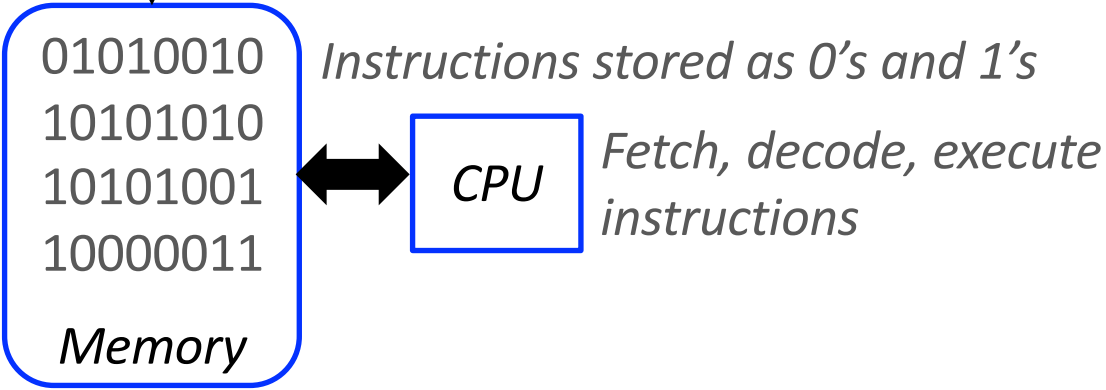 01010010
Instructions stored as 0's and 1's
10101010
10101001
10000011
Memory
CPU
Fetch, decode, execute
instructions